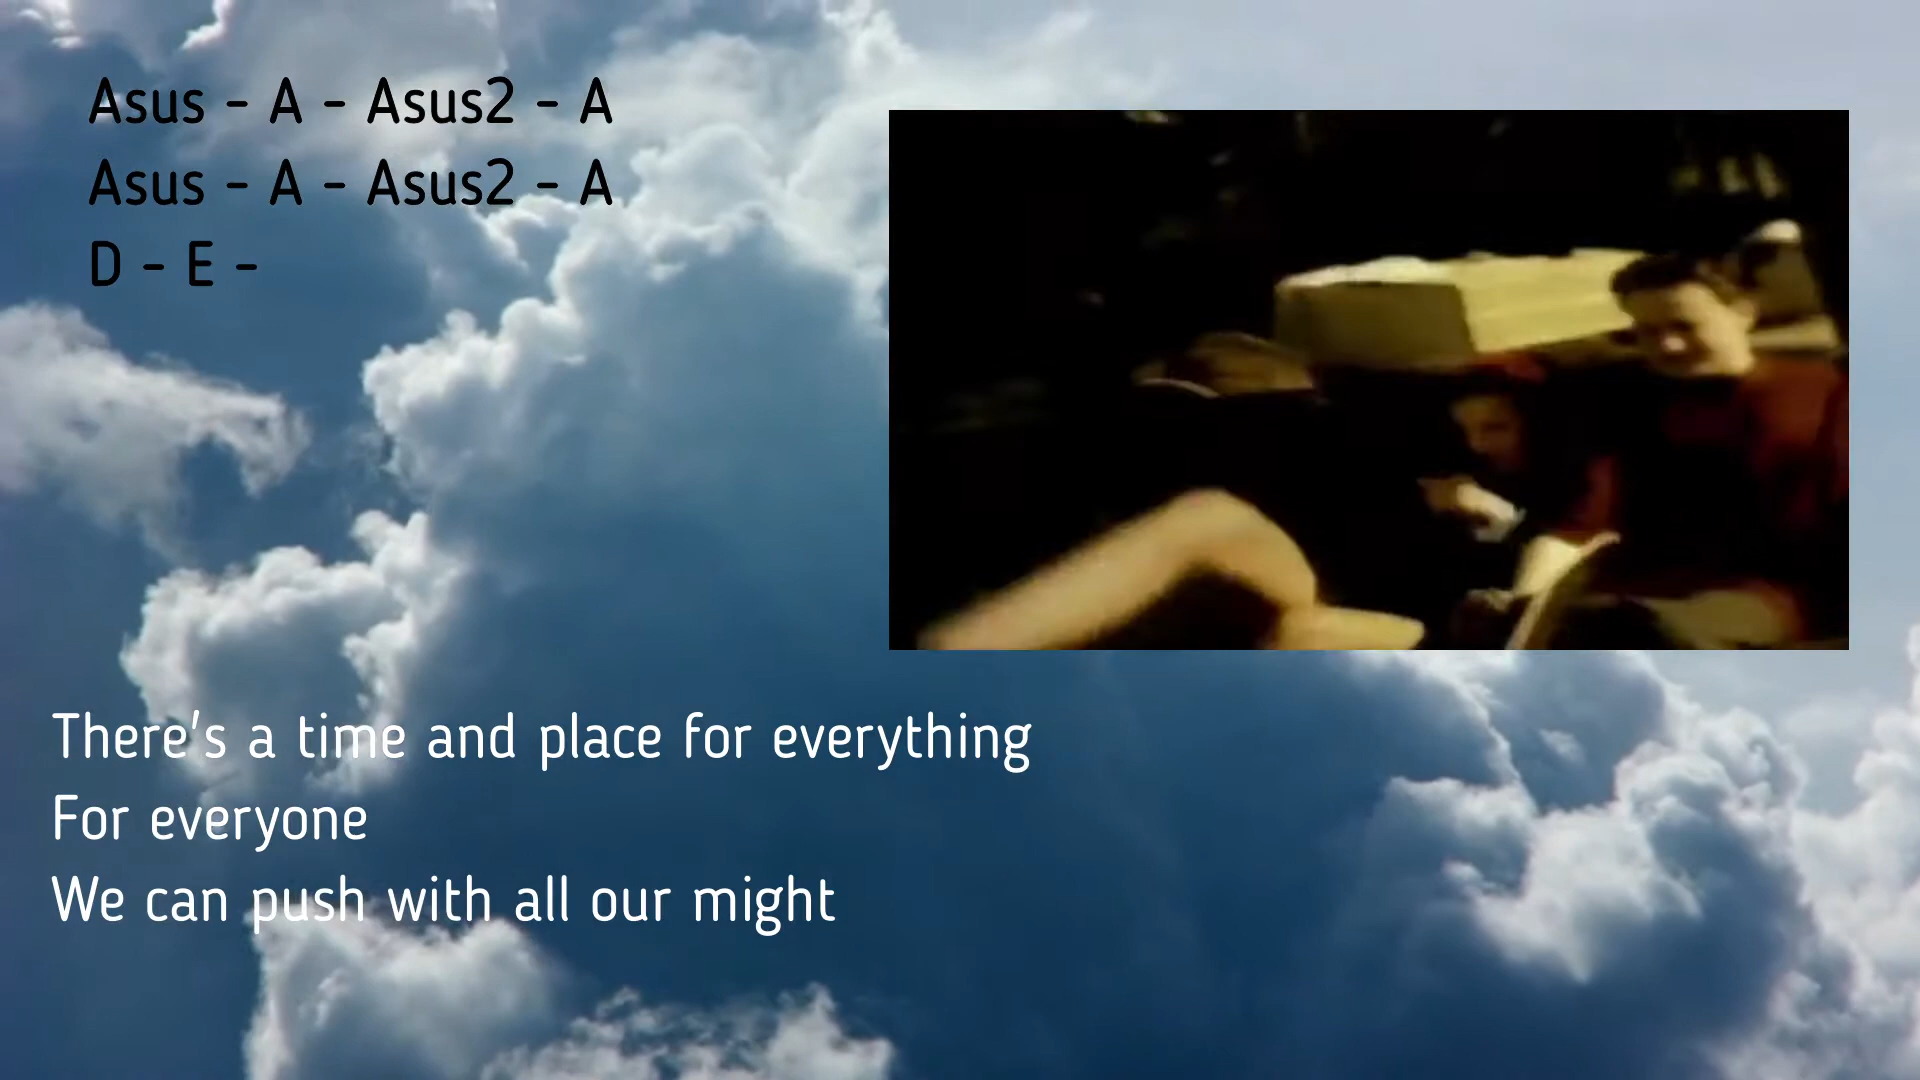 Asus - A - Asus2 - A
Asus - A - Asus2 - A
D - E -
There's a time and place for everything
For everyone
We can push with all our might